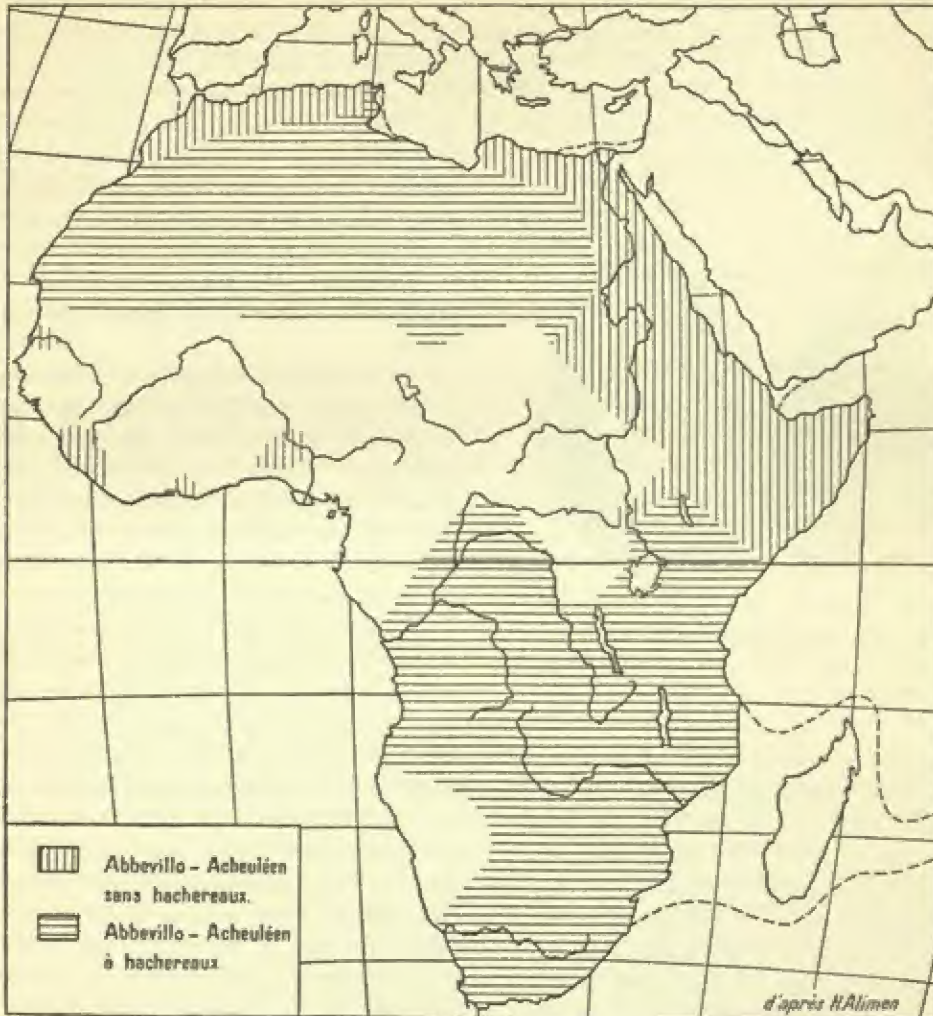 Abbevillo - Acheuléen
sans hachereaux.
Abbevillo - Acheuléen
à hachereaux
d'après H.Alimen